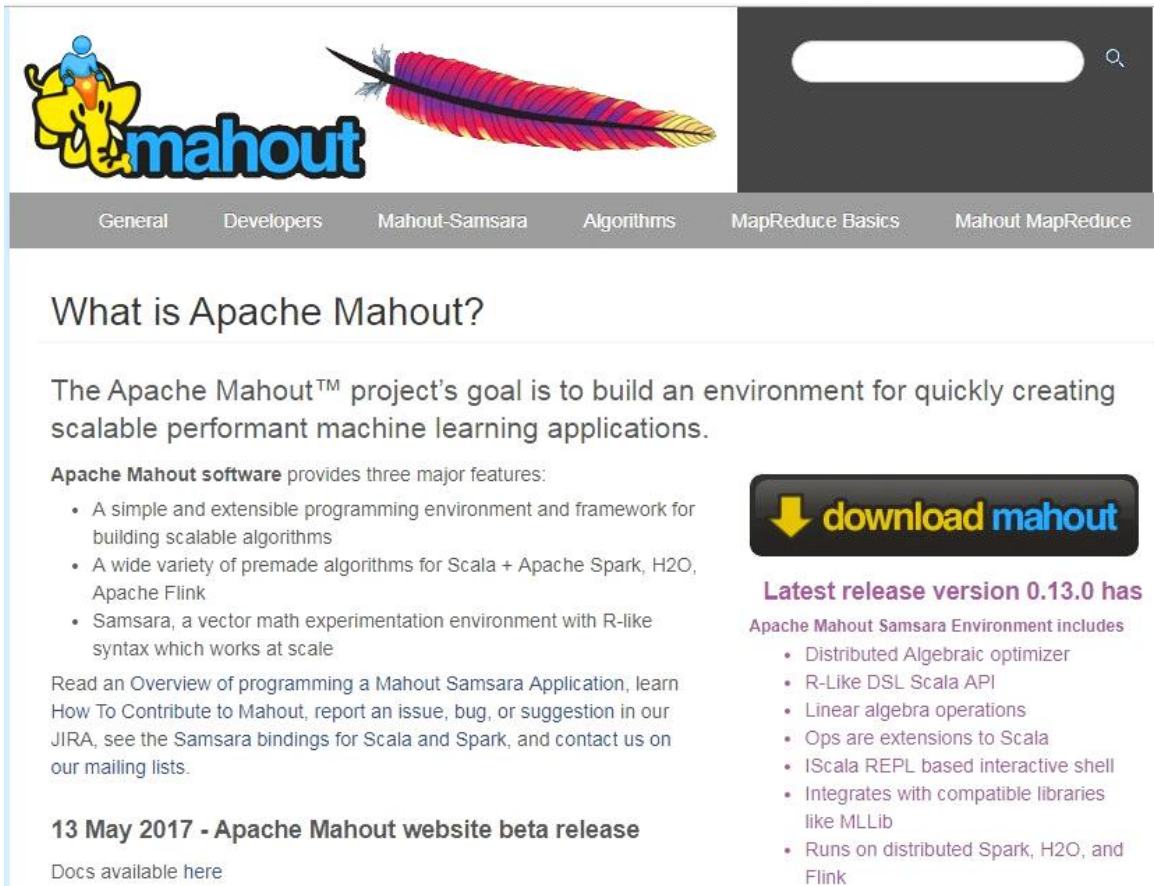 mahout
General Developers Mahout-Samsara Algorithms MapReduce Basics Mahout MapReduce
What is Apache Mahout?
The Apache Mahout™ project's goal is to build an environment for quickly creating
scalable performant machine learning applications.
Apache Mahout software provides three major features:
• A simple and extensible programming environment and framework for
building scalable algorithms
• A wide variety of premade algorithms for Scala + Apache Spark, H2O,
Apache Flink
• Samsara, a vector math experimentation environment with R-like
syntax which works at scale
Read an Overview of programming a Mahout Samsara Application, learn
How To Contribute to Mahout, report an issue, bug, or suggestion in our
JIRA, see the Samsara bindings for Scala and Spark, and contact us on
our mailing lists.
13 May 2017 - Apache Mahout website beta release
Docs available here
download mahout
Latest release version 0.13.0 has
Apache Mahout Samsara Environment includes
• Distributed Algebraic optimizer
• R-Like DSL Scala API
• Linear algebra operations
• Ops are extensions to Scala
• IScala REPL based interactive shell
• Integrates with compatible libraries
like MLLib
• Runs on distributed Spark, H2O, and
Flink